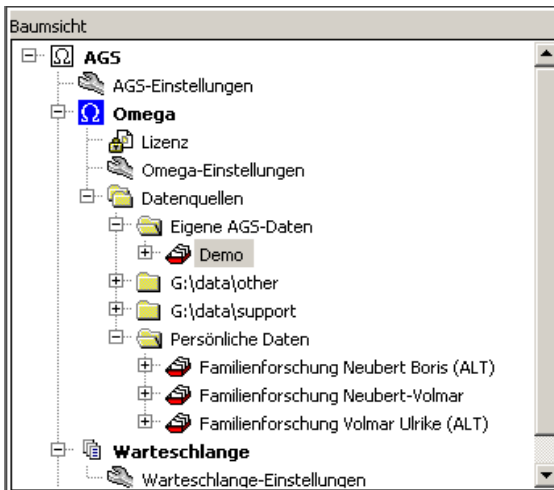 Baumsicht
AGS
AGS-Einstellungen
Omega
Lizenz
Omega-Einstellungen
Datenquellen
Eigene AGS-Daten
Demo
G:\data\other
G:\data\support
Persönliche Daten
Familienforschung Neubert Boris (ALT)
Familienforschung Neubert-Volmar
Familienforschung Volmar Ulrike (ALT)
Warteschlange
Warteschlange-Einstellungen